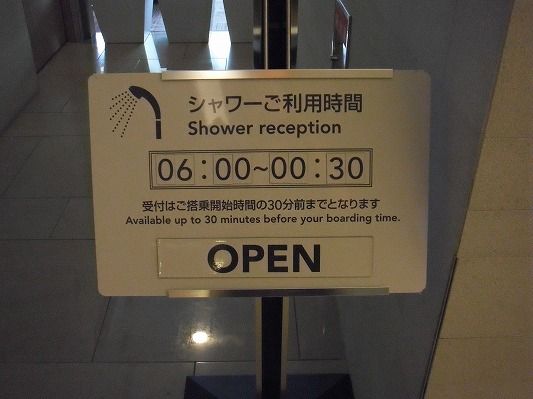 シャワーご利用時間
Shower reception
06:00~00:30
受付はご搭乗開始時間の30分前までとなります
Available up to 30 minutes before your boarding time.
OPEN